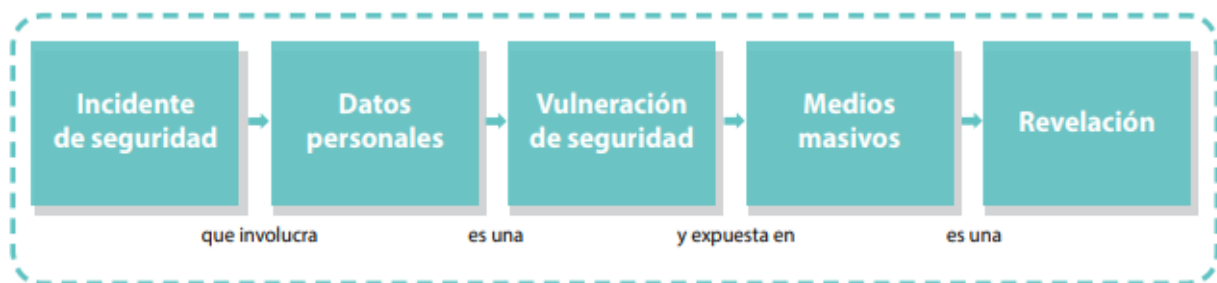 Incidente
de seguridad
Datos
personales
Vulneración
de seguridad
Medios
masivos
Revelación
que involucra
es una
y expuesta en
es una